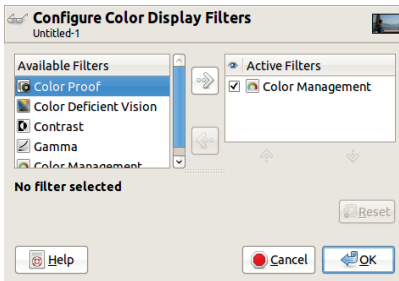 Configure Color Display Filters
Untitled-1
Available Filters
Color Proof
Color Deficient Vision
Contrast
Gamma
Color Management
Active Filters
Color Management
No filter selected
Reset
Help
Cancel
OK